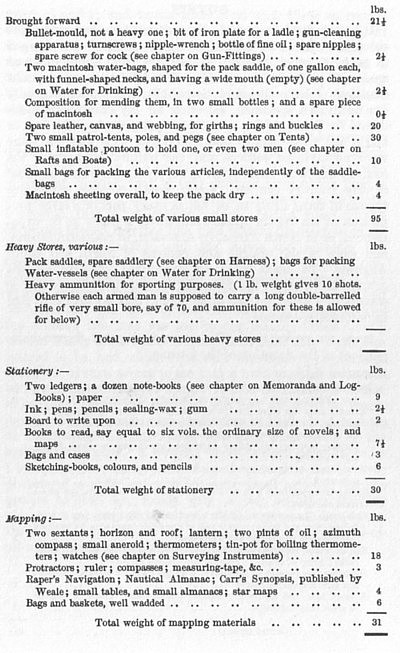 lbs.
Brought forward .. .. .. .. .. .. .. .. .. .. .. 21½
Bullet-mould, not a heavy one; bit of iron plate for a ladle; gun-cleaning
apparatus; turnscrews; nipple-wrench; bottle of fine oil; spare nipples;
spare screw for cock (see chapter on Gun-Fittings) .. .. .. .. .. 2½
Two macintosh water-bags, shaped for the pack saddle, of one gallon each,
with funnel-shaped necks, and having a wide mouth (empty) (see chapter
on Water for Drinking) .. .. .. .. .. .. .. .. .. 2½
Composition for mending them, in two small bottles; and a spare piece
of macintosh .. .. .. .. .. .. .. .. .. .. 0½
Spare leather, canvas, and webbing, for girths; rings and buckles .. .. 20
Two small patrol-tents, poles, and pegs (see chapter on Tents) .. .. 30
Small inflatable pontoon to hold one, or even two men (see chapter on
Rafts and Boats) .. .. .. .. .. .. .. .. .. 10
Small bags for packing the various articles, independently of the saddle-
bags .. .. .. .. .. .. .. .. .. .. .. 4
Macintosh sheeting overall, to keep the pack dry .. .. .. .. .. .. 4
Total weight of various small stores .. .. .. .. .. 95
Heavy Stores, various:— lbs.
Pack saddles, spare saddlery (see chapter on Harness); bags for packing
Water-vessels (see chapter on Water for Drinking) .. .. .. .. ..
Heavy ammunition for sporting purposes. (1 lb. weight gives 10 shots.
Otherwise each armed man is supposed to carry a long double-barrelled
rifle of very small bore, say of 70, and ammunition for these is allowed
for below) .. .. .. .. .. .. .. .. .. .. ..
Total weight of various heavy stores .. .. .. .. ..
Stationery:— lbs.
Two ledgers; a dozen note-books (see chapter on Memoranda and Log-
Books); paper .. .. .. .. .. .. .. .. .. .. 9
Ink; pens; pencils; sealing-wax; gum .. .. .. .. .. .. 2½
Board to write upon .. .. .. .. .. .. .. .. .. 2
Books to read, say equal to six vols. the ordinary size of novels; and
maps .. .. .. .. .. .. .. .. .. .. .. 7½
Bags and cases .. .. .. .. .. .. .. .. .. .. 3
Sketching-books, colours, and pencils .. .. .. .. .. .. .. 6
Total weight of stationery .. .. .. .. .. .. 30
Mapping:— lbs.
Two sextants; horizon and roof; lantern; two pints of oil; azimuth
compass; small aneroid; thermometers; tin-pot for boiling thermome-
ters; watches (see chapter on Surveying Instruments) .. .. .. .. 18
Protractors; ruler; compasses; measuring-tape, &c. .. .. .. .. .. 3
Raper's Navigation; Nautical Almanac; Carr's Synopsis, published by
Weale; small tables, and small almanacs; star maps .. .. .. .. 4
Bags and baskets, well wadded .. .. .. .. .. .. .. .. 6
Total weight of mapping materials .. .. .. .. .. 31